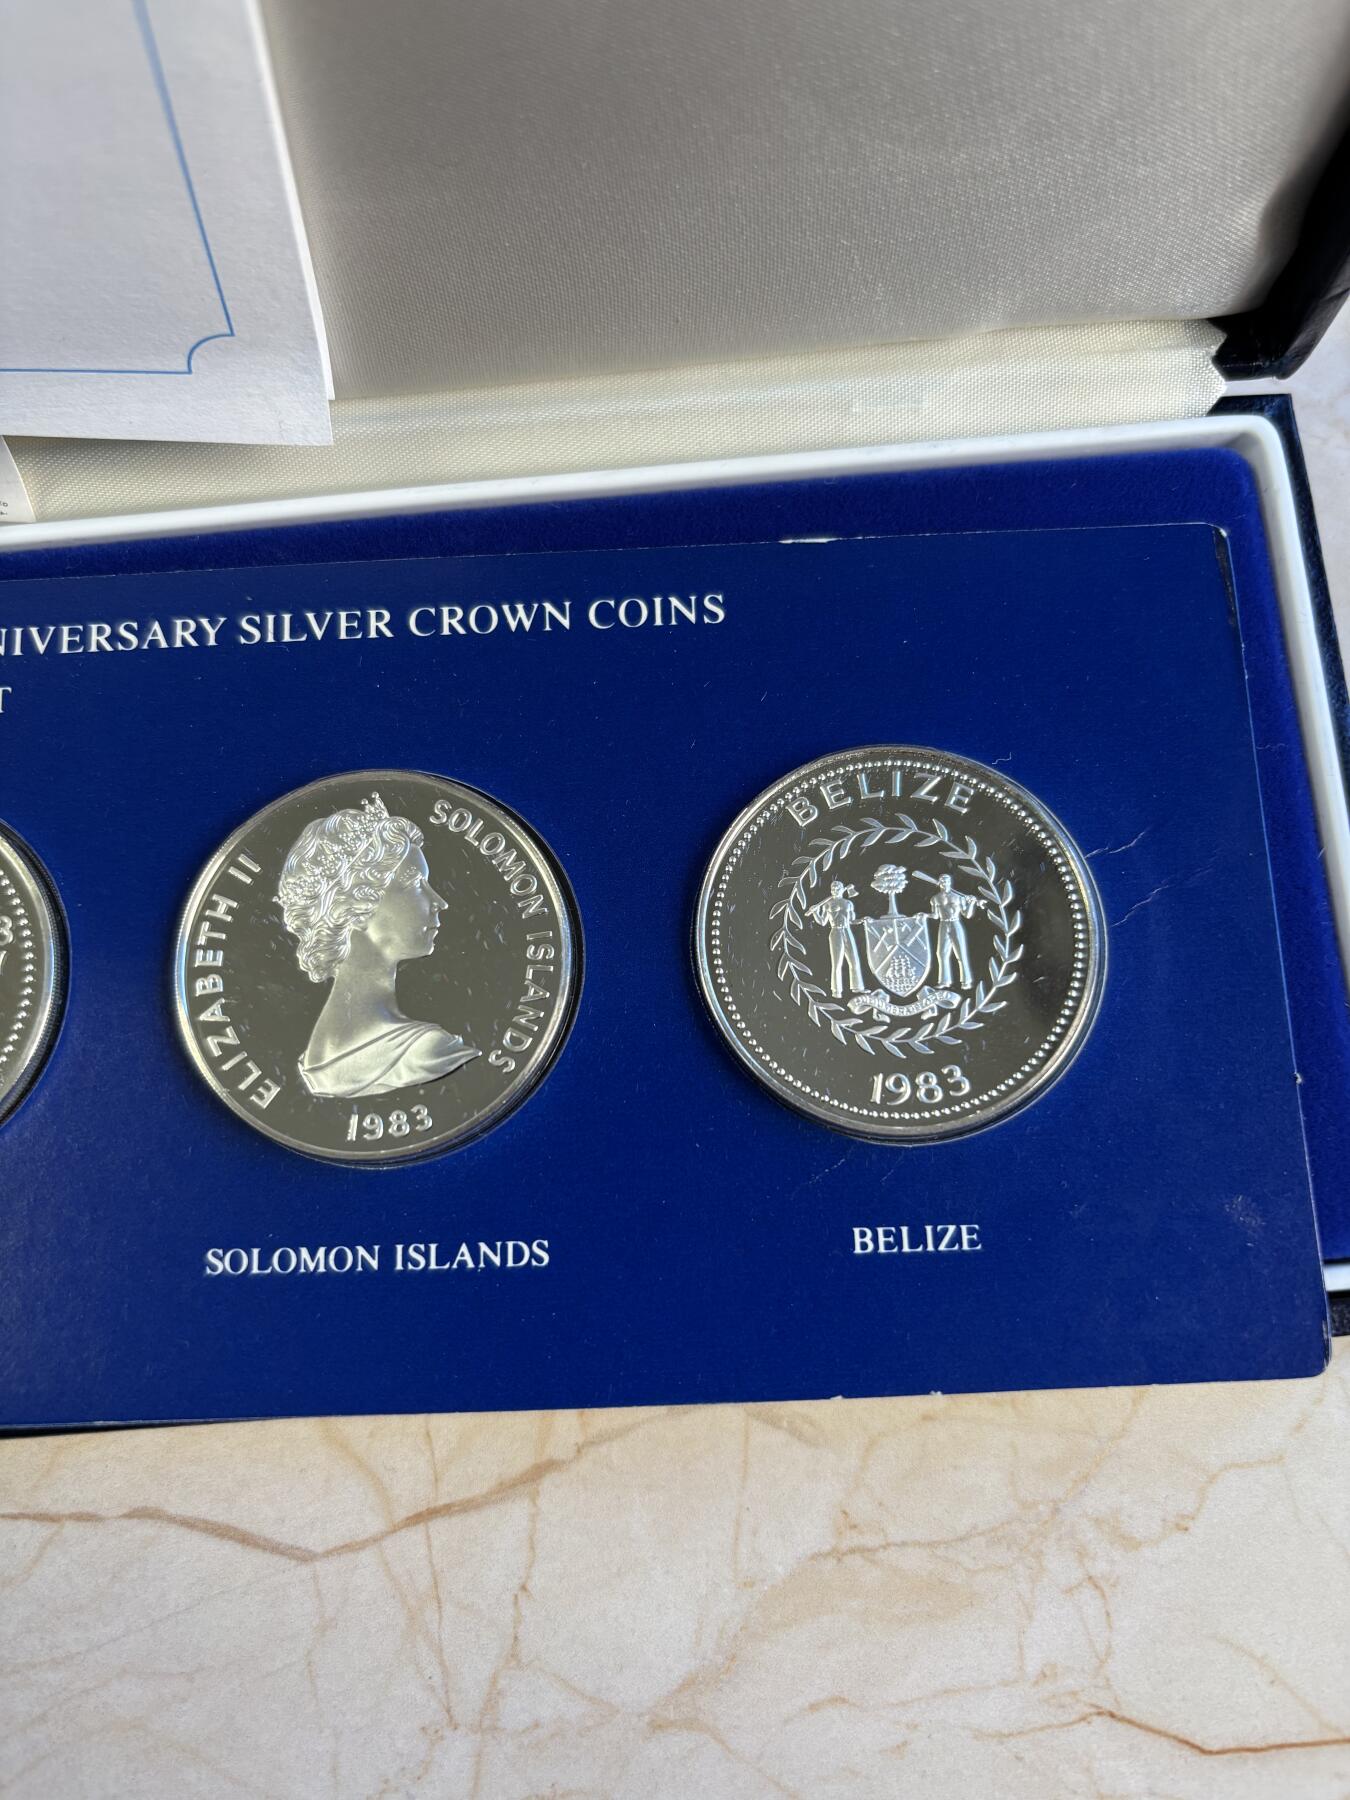 NIVERSARY SILVER CROWN COINS
T
ELIZABETH II
SOLOMON ISLANDS
1983
BELIZE
1983
SOLOMON ISLANDS
BELIZE